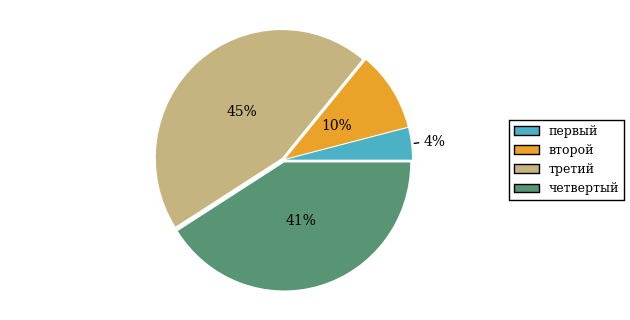 45%
10%
4%
41%
первый
второй
третий
четвертый